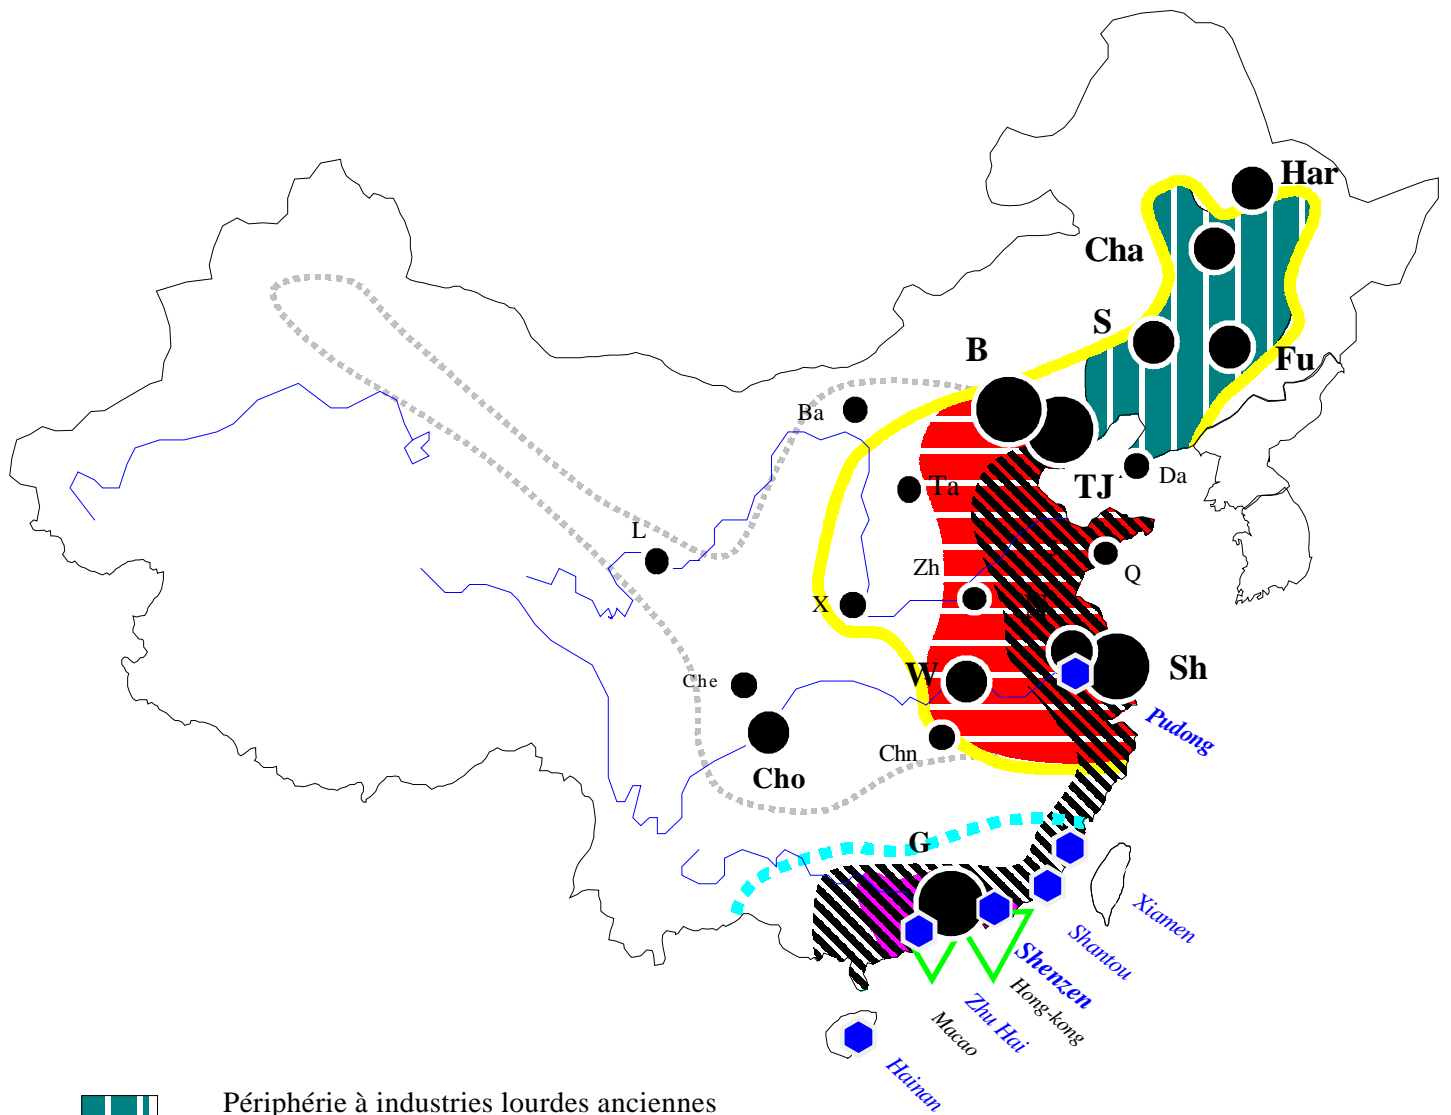 Har
Cha
S
B
Fu
Ba
Ta
TJ
Da
L
Zh
Q
X
W
Sh
Che
Pudong
Chn
Cho
G
Xiamen
Shantou
Shenzen
Hong-kong
Zhu Hai
Macao
Hainan
Périphérie à industries lourdes anciennes